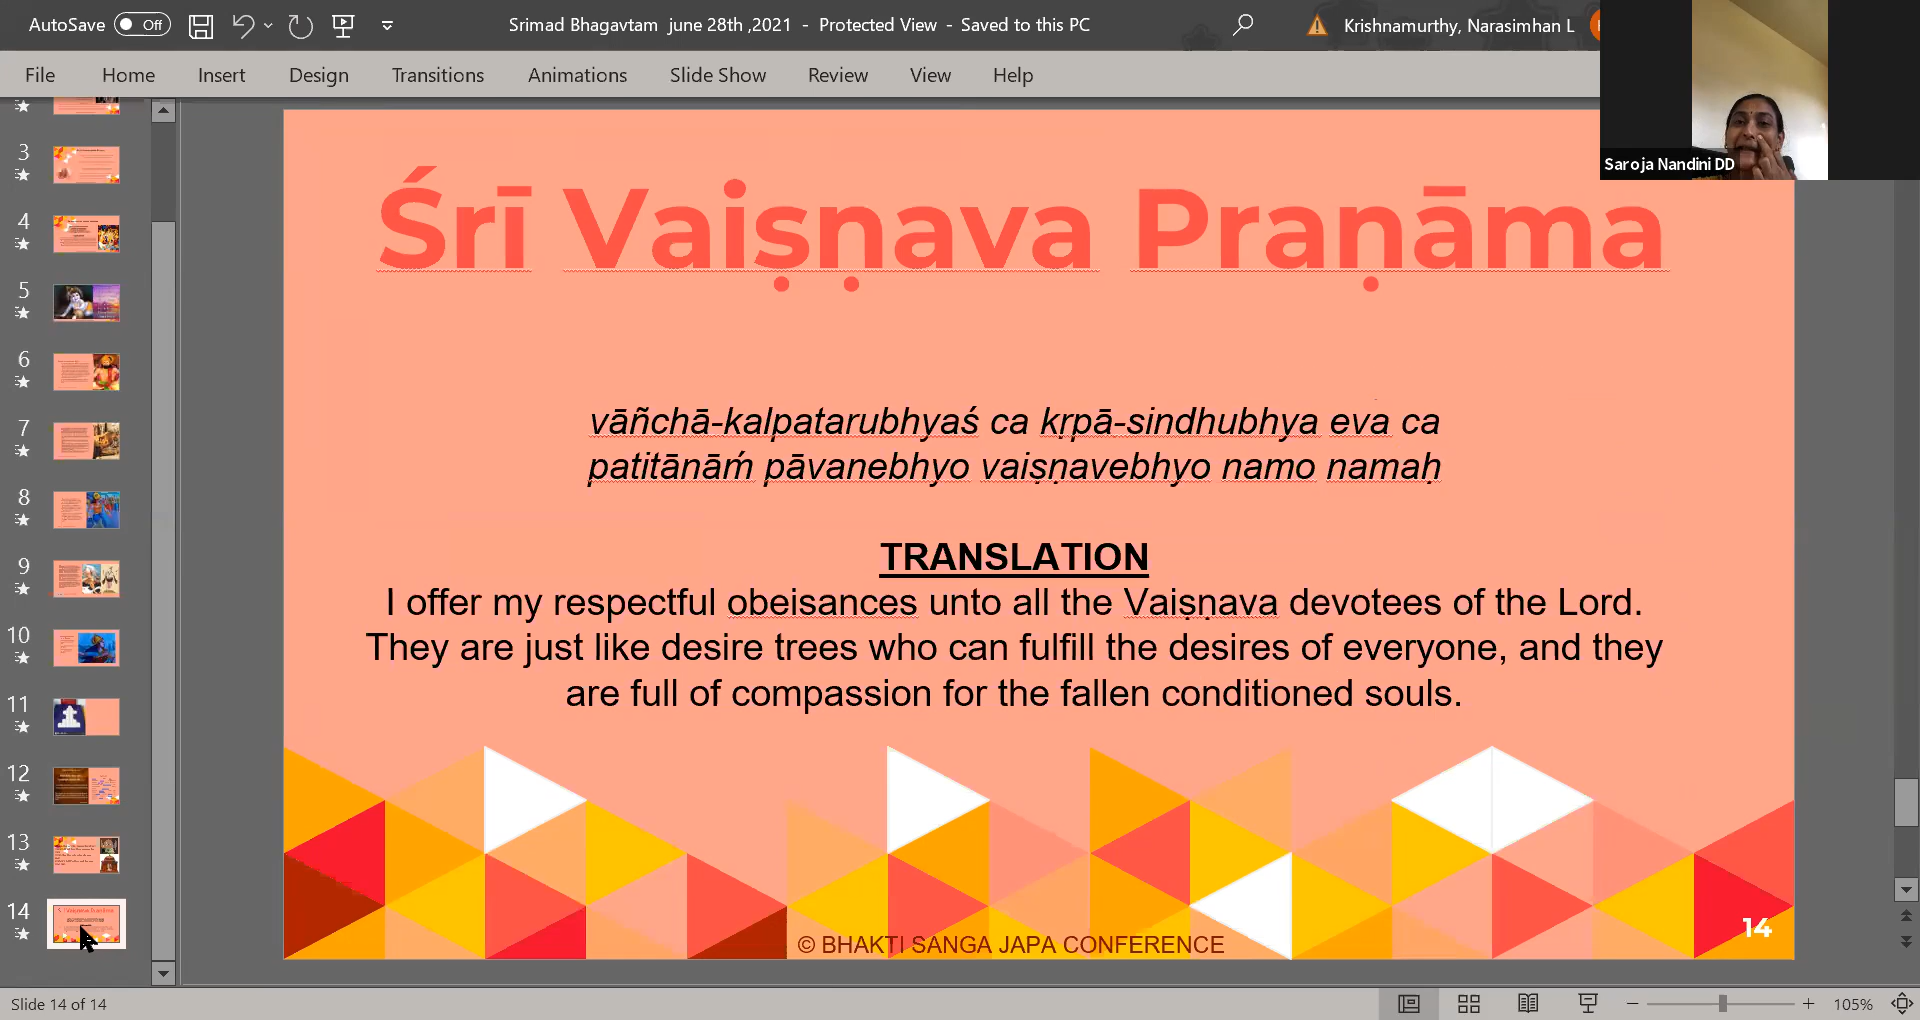 AutoSave Off Srimad Bhagavtam june 28th ,2021 - Protected View - Saved to this PC Krishnamurthy, Narasimhan L
File Home Insert Design Transitions Animations Slide Show Review View Help
Saroja Nandini DD
3
4
5
6
7
8
9
10
11
12
13
14
Śrī Vaiṣṇava Praṇāma
vāñchā-kalpatarubhyaś ca kṛpā-sindhubhya eva ca
patitānāḿ pāvanebhyo vaiṣṇavebhyo namo namaḥ
TRANSLATION
I offer my respectful obeisances unto all the Vaiṣṇava devotees of the Lord.
They are just like desire trees who can fulfill the desires of everyone, and they
are full of compassion for the fallen conditioned souls.
14
© BHAKTI SANGA JAPA CONFERENCE
Slide 14 of 14 105%